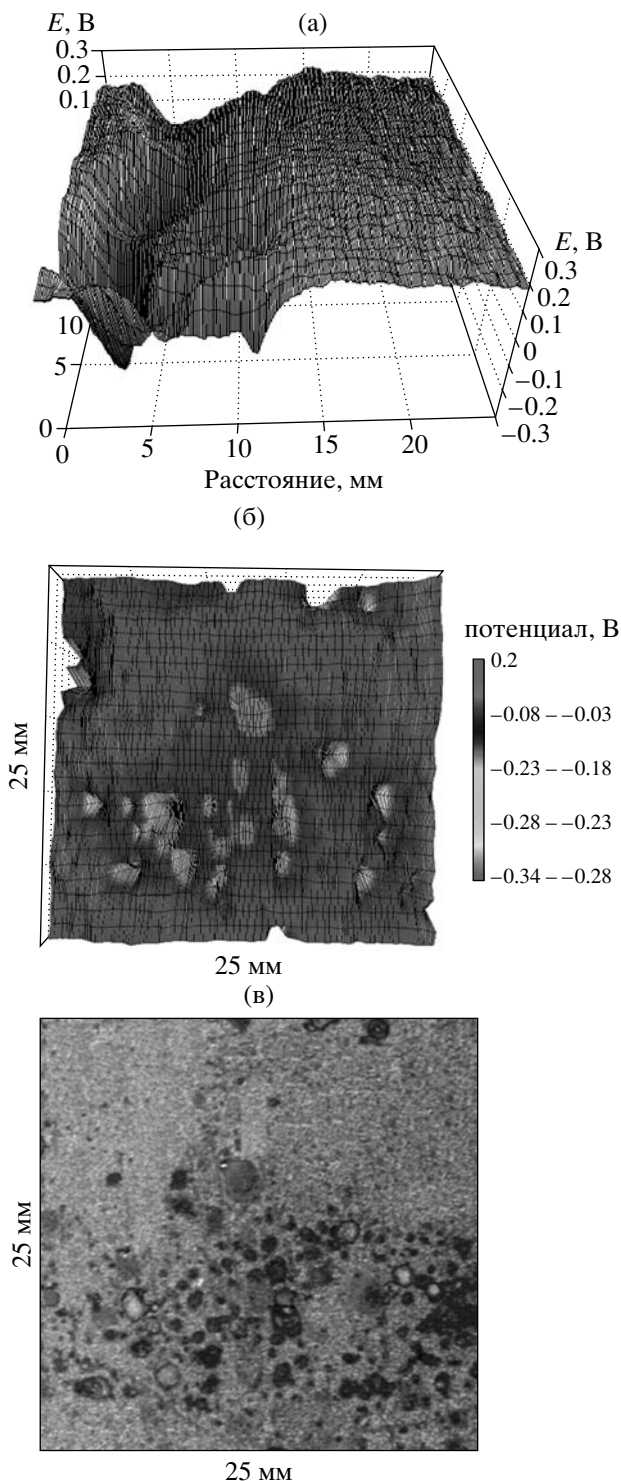 E, В
(а)
0.3
0.2
0.1
E, В
0.3
0.2
0.1
0
−0.1
−0.2
−0.3
10
5
0
0
5
10
15
20
Расстояние, мм
(б)
потенциал, В
0.2
−0.08 – −0.03
−0.23 – −0.18
−0.28 – −0.23
−0.34 – −0.28
25 мм
25 мм
(в)
25 мм
25 мм